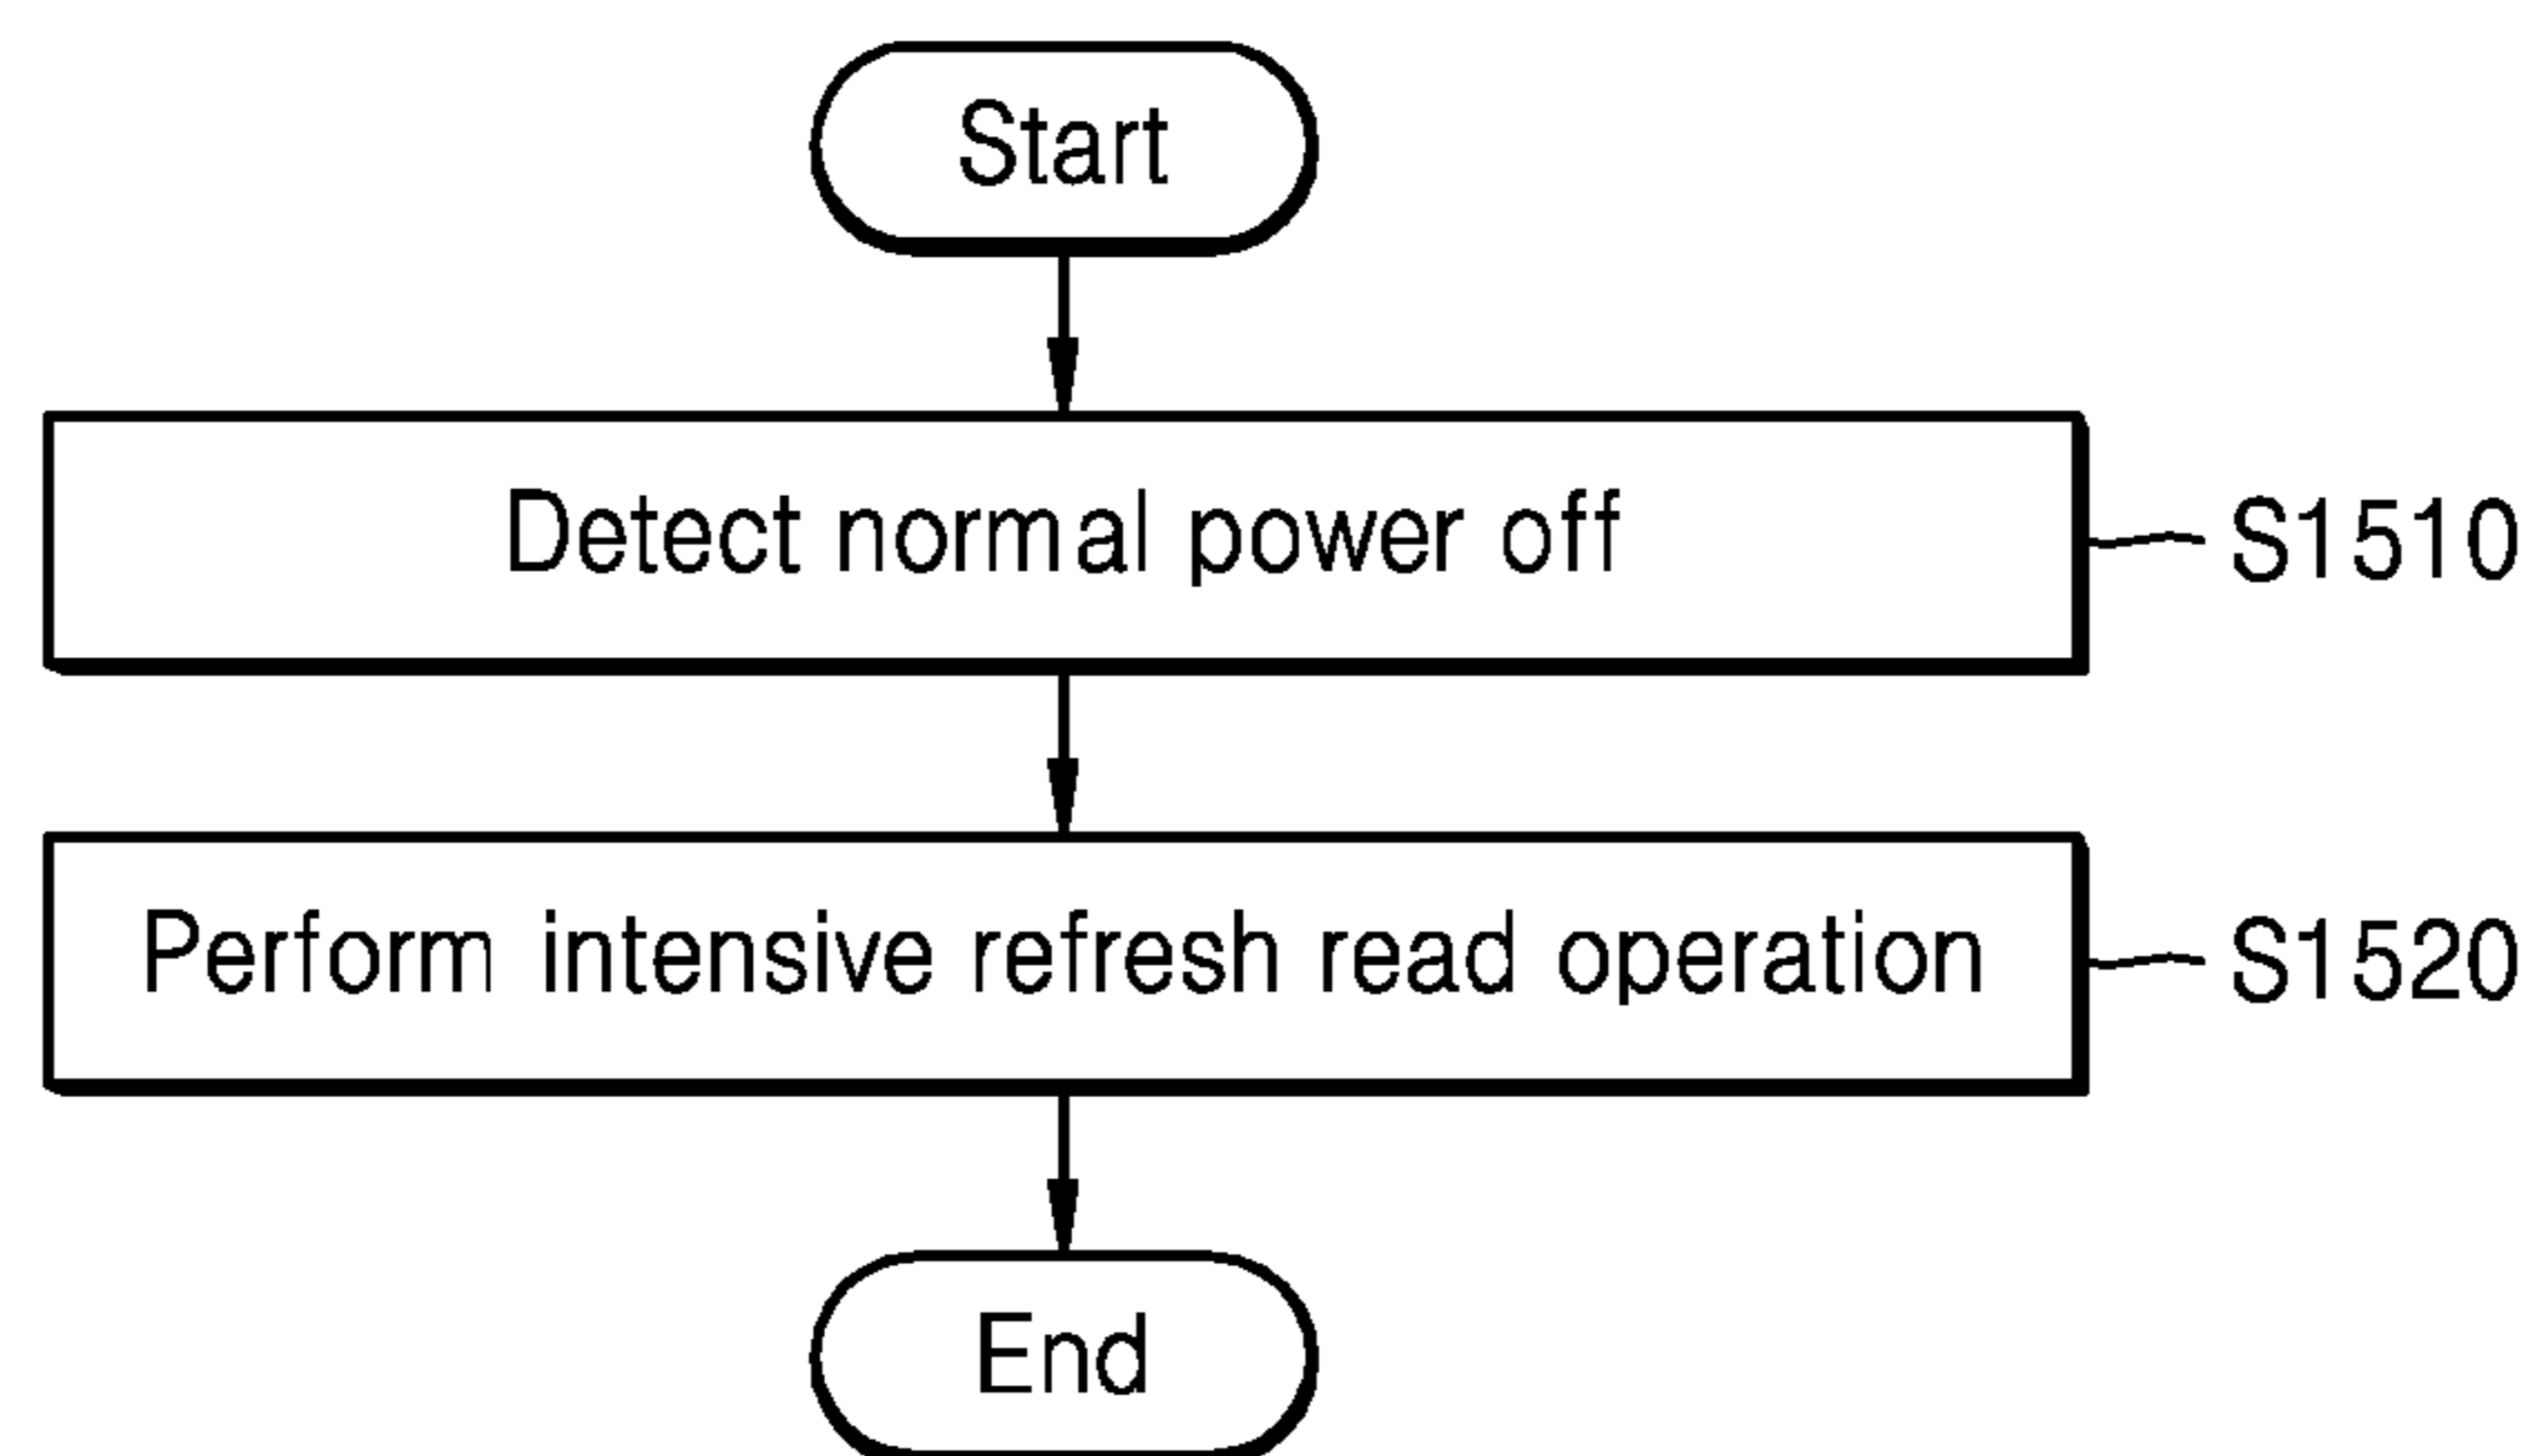 Start
Detect normal power off
S1510
Perform intensive refresh read operation
S1520
End